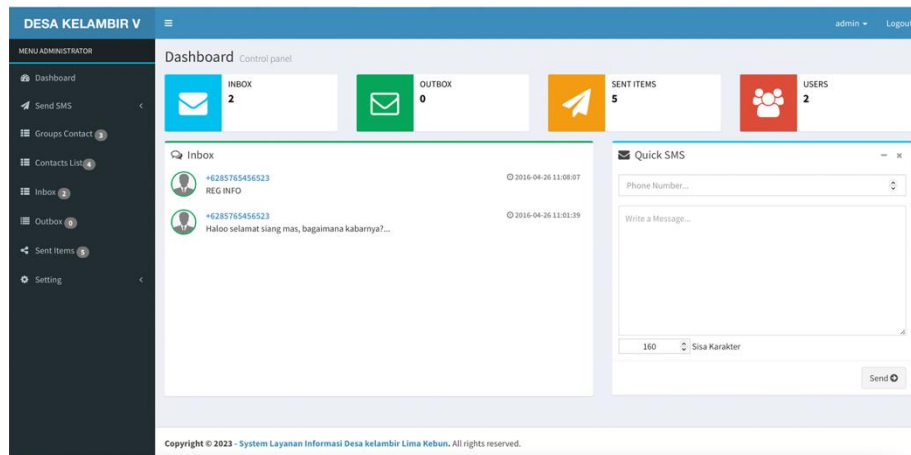 DESA KELAMBIR V
admin
Logout
MENU ADMINISTRATOR
Dashboard
Send SMS
Groups Contact 3
Contacts List 4
Inbox 2
Outbox 0
Sent Items 5
Setting
Dashboard Control panel
INBOX
2
OUTBOX
0
SENT ITEMS
5
USERS
2
Inbox
+6285765456523
2016-04-26 11:08:07
REG INFO
+6285765456523
2016-04-26 11:01:39
Haloo selamat siang mas, bagaimana kabarnya?...
Quick SMS
Phone Number...
Write a Message...
160 Sisa Karakter
Send
Copyright © 2023 - System Layanan Informasi Desa kelambir Lima Kebun. All rights reserved.